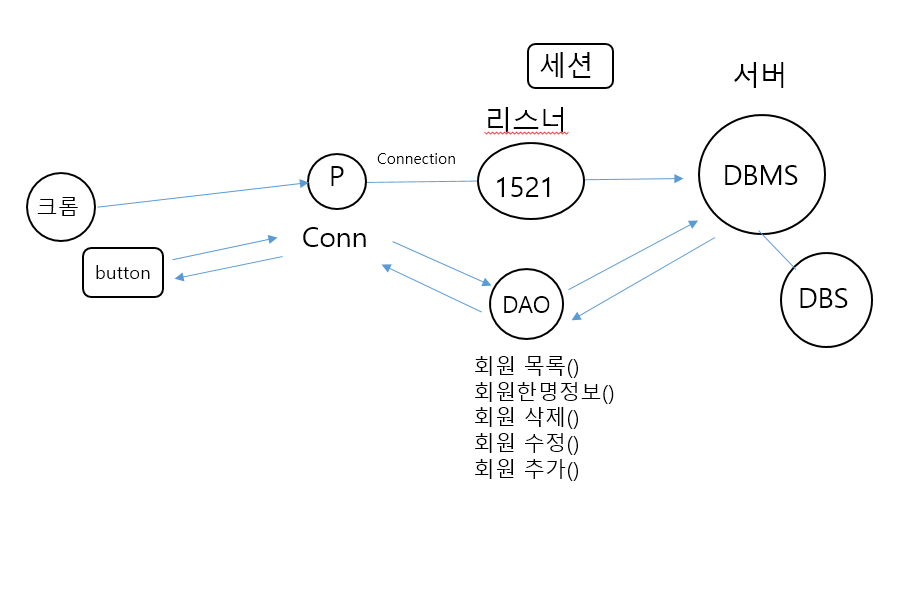 세션
서버
리스너
Connection
P
1521
DBMS
크롬
Conn
button
DAO
DBS
회원 목록()
회원한명정보()
회원 삭제()
회원 수정()
회원 추가()